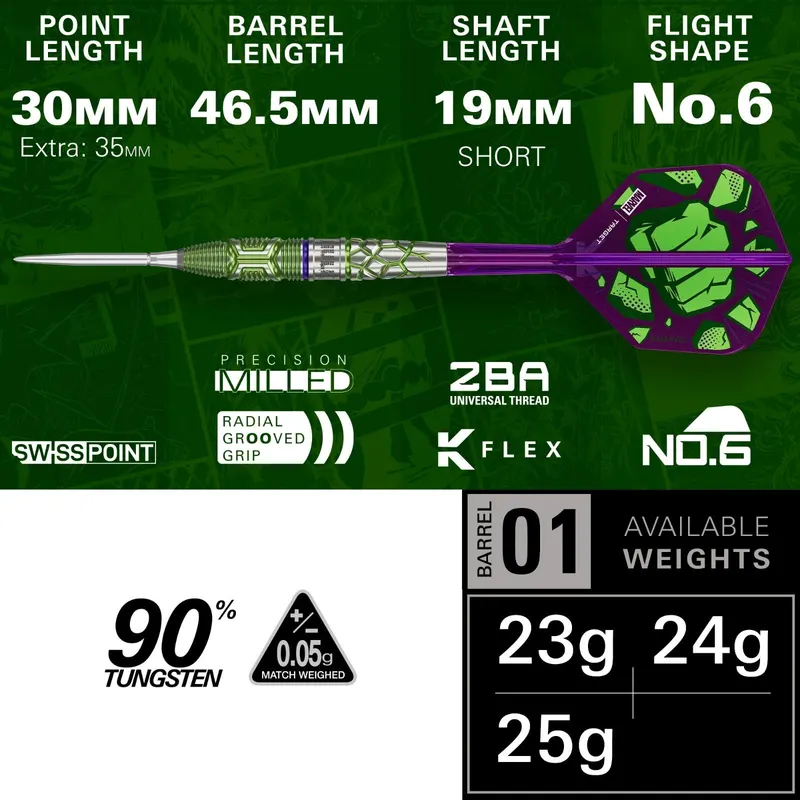 POINT
LENGTH
30MM
Extra: 35MM
BARREL
LENGTH
46.5MM
SHAFT
LENGTH
19MM
SHORT
FLIGHT
SHAPE
No.6
TARGET
PRECISION
MILLED
RADIAL
GROOVED
GRIP
SWISSPOINT
2BA
UNIVERSAL THREAD
K FLEX
NO.6
90%
TUNGSTEN
+/-
0.05g
MATCH WEIGHED
BARREL
01
AVAILABLE
WEIGHTS
23g
24g
25g